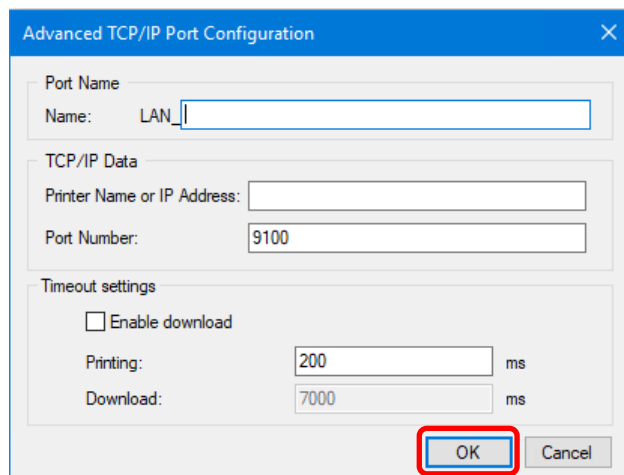 Advanced TCP/IP Port Configuration
Port Name
Name: LAN_
TCP/IP Data
Printer Name or IP Address:
Port Number: 9100
Timeout settings
Enable download
Printing: 200 ms
Download: 7000 ms
OK Cancel